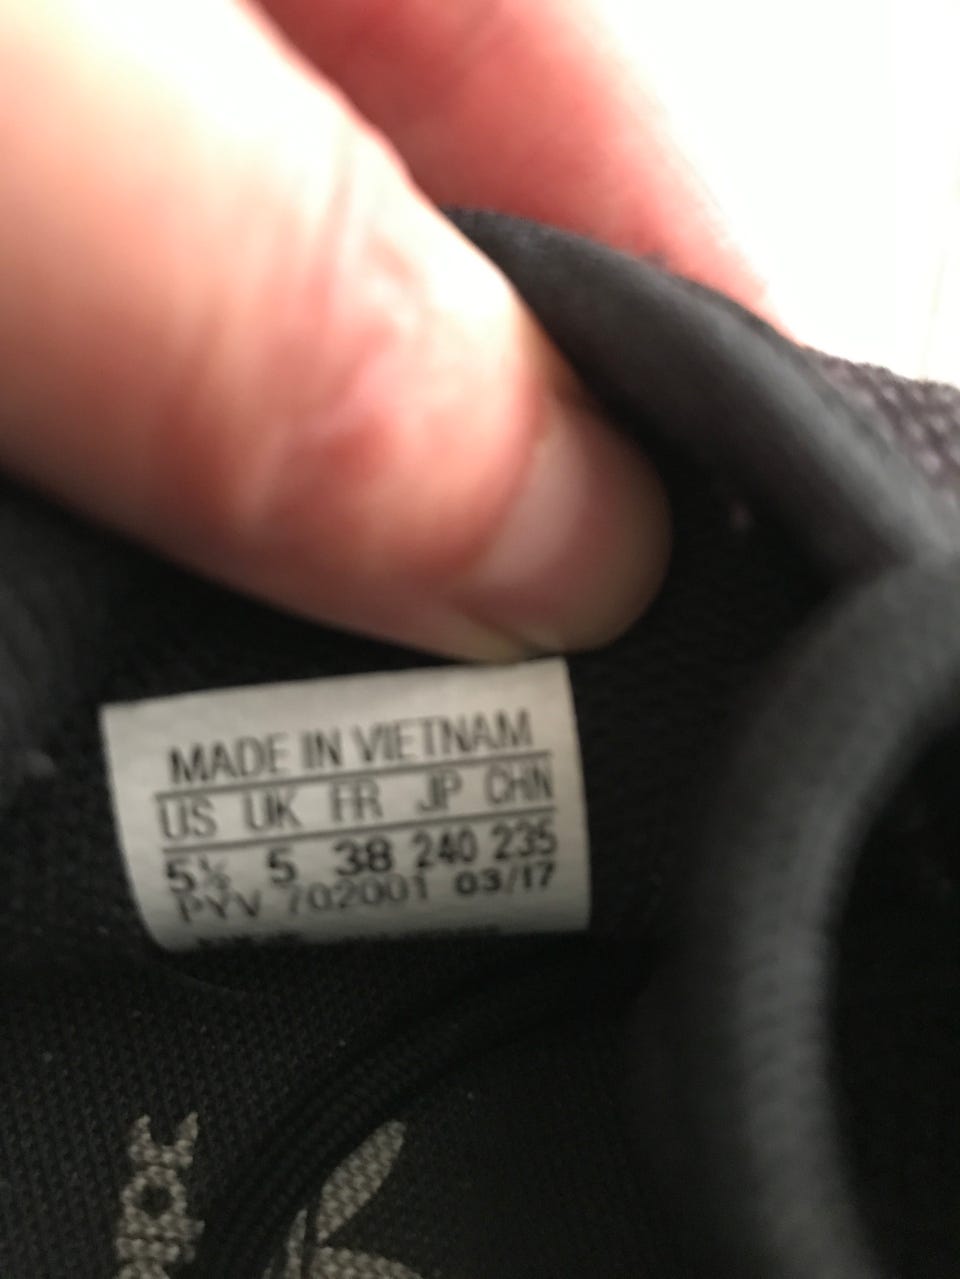 MADE IN VIETNAM
US UK FR JP CHN
5½ 5 38 240 235
PYV 702001 03/17